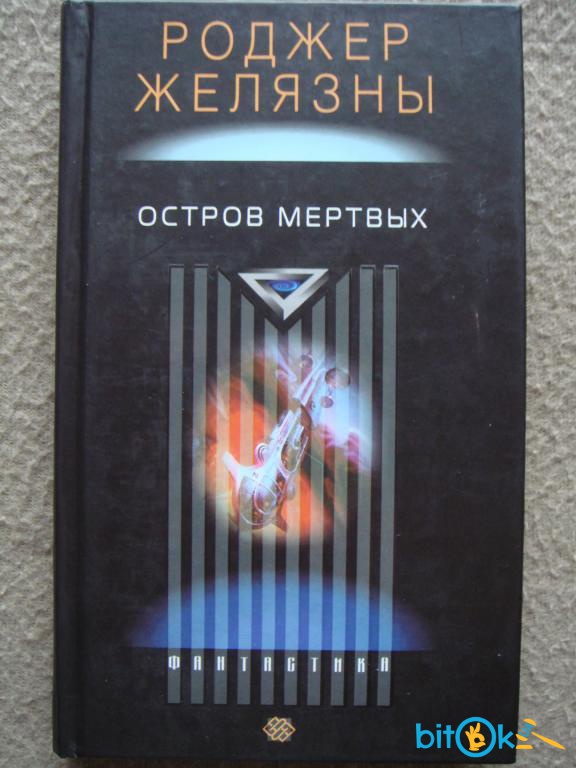 РОДЖЕР
ЖЕЛЯЗНЫ
ОСТРОВ МЕРТВЫХ
ФАНТАСТИКА
bitOk